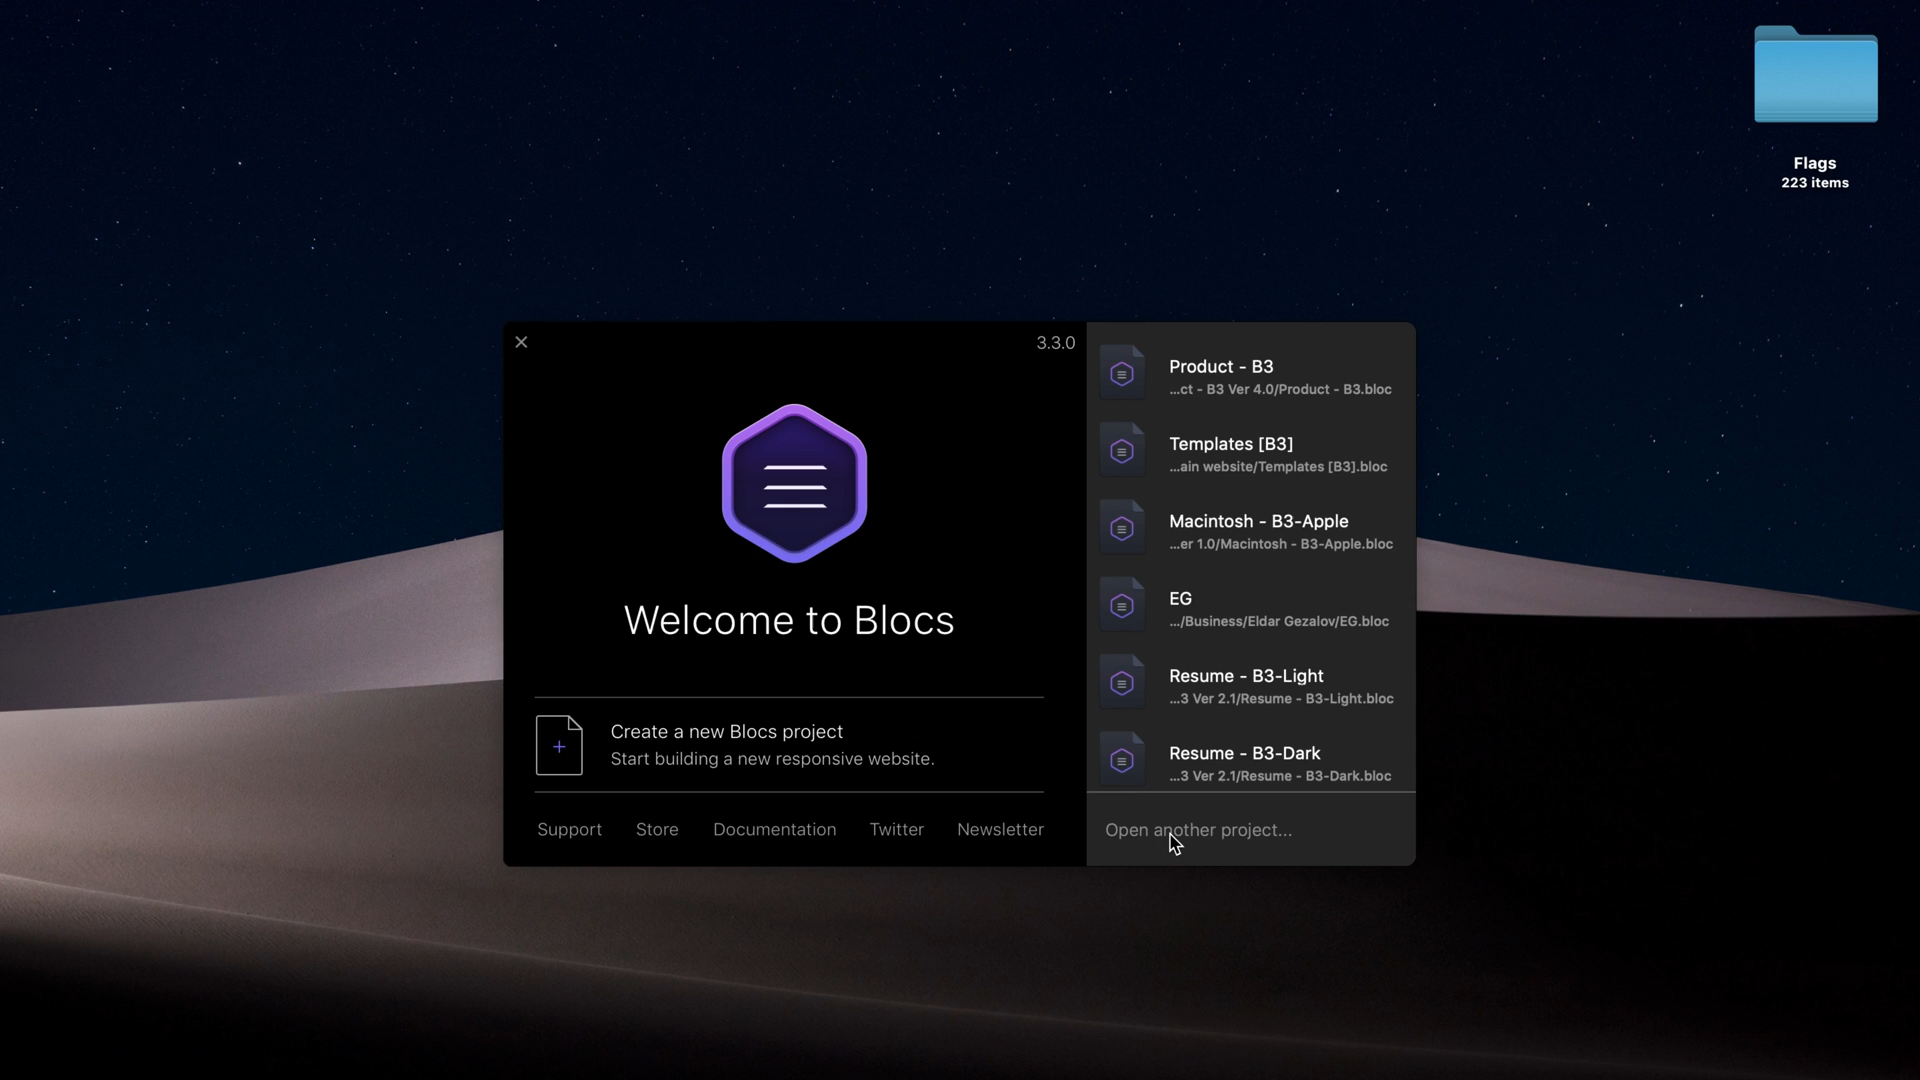 Flags
223 items
3.3.0
Welcome to Blocs
Create a new Blocs project
Start building a new responsive website.
Support Store Documentation Twitter Newsletter
Product - B3
...ct - B3 Ver 4.0/Product - B3.bloc
Templates [B3]
...ain website/Templates [B3].bloc
Macintosh - B3-Apple
...er 1.0/Macintosh - B3-Apple.bloc
EG
.../Business/Eldar Gezalov/EG.bloc
Resume - B3-Light
...3 Ver 2.1/Resume - B3-Light.bloc
Resume - B3-Dark
...3 Ver 2.1/Resume - B3-Dark.bloc
Open another project...